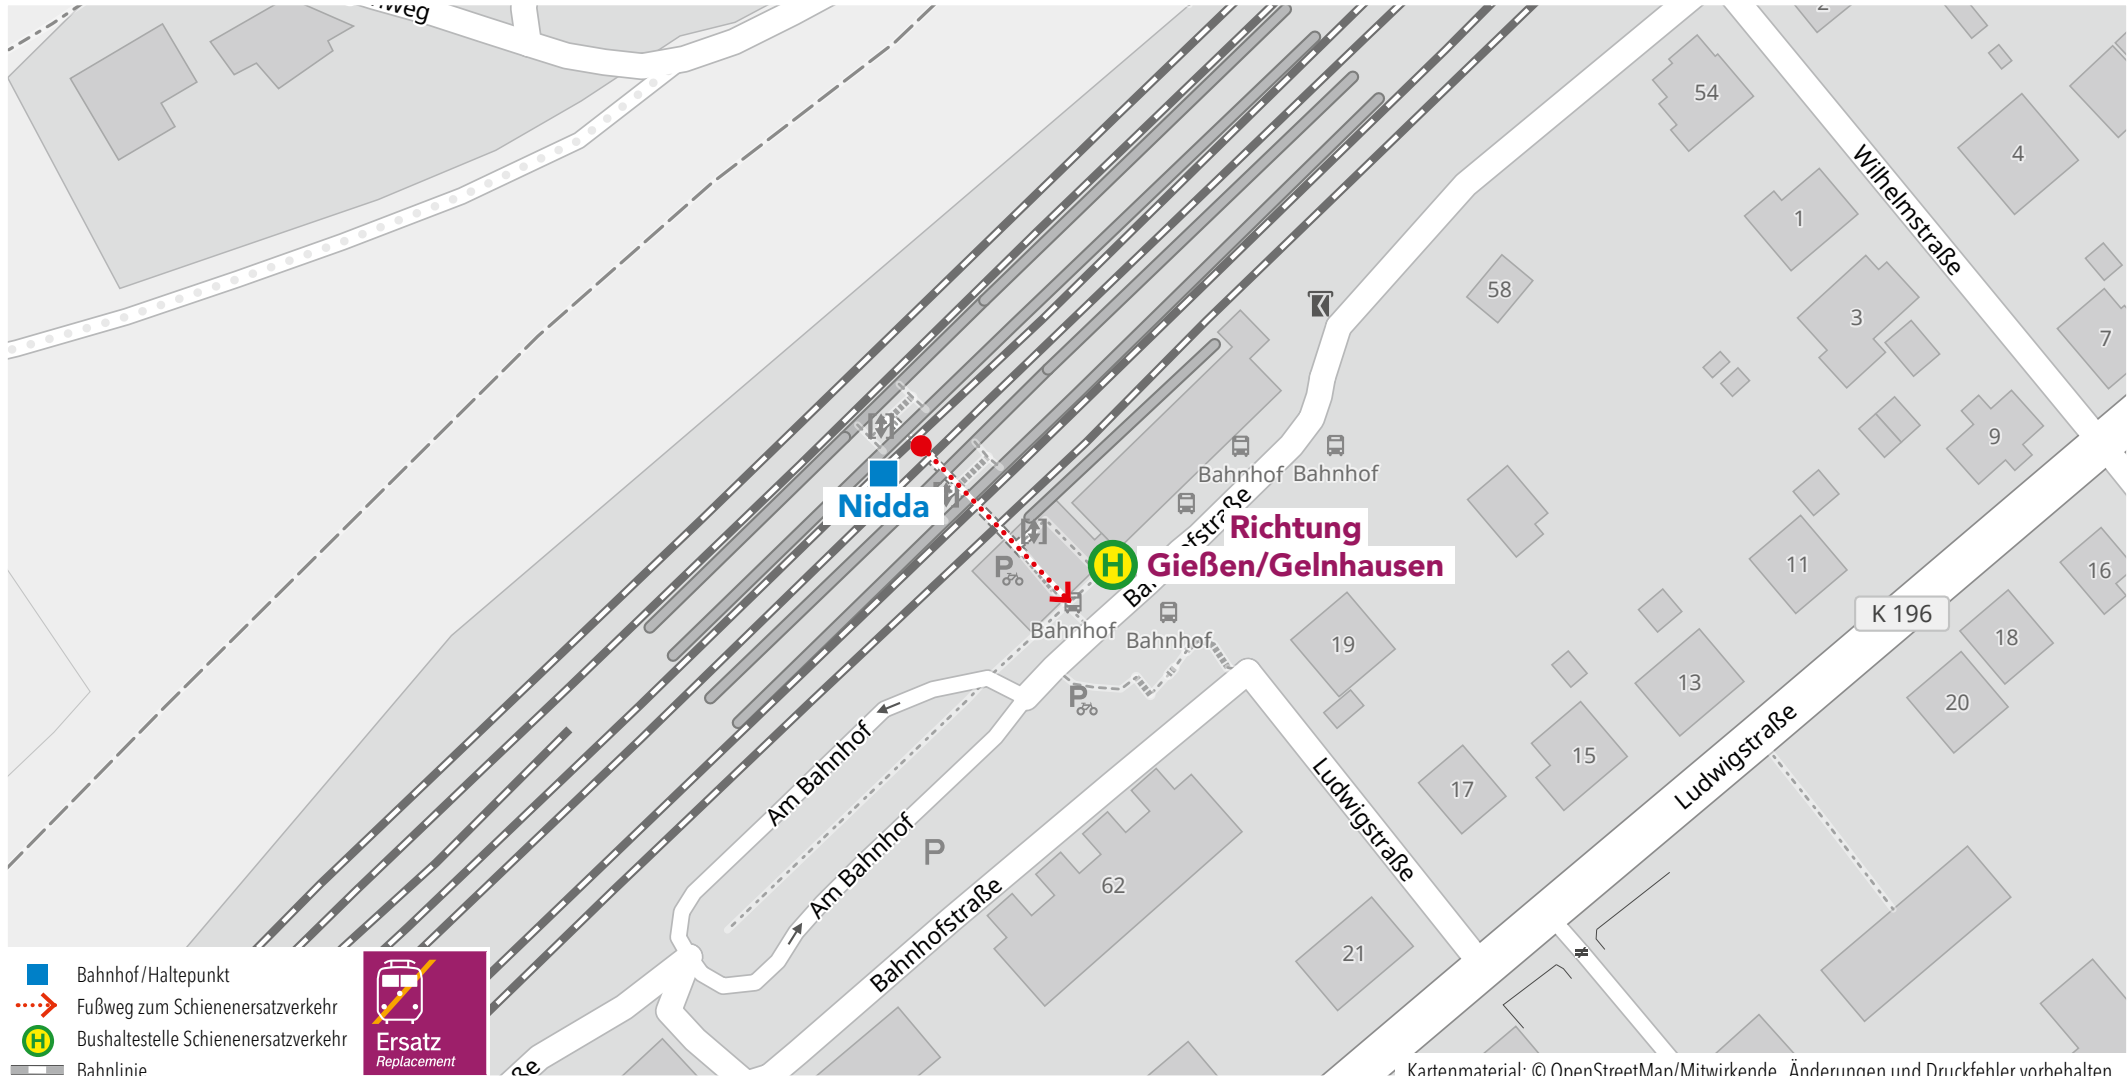 54
4
1
Wilhelmstraße
58
3
7
9
Bahnhof
Bahnhof
Nidda
Richtung
Gießen/Gelnhausen
H
P
11
16
K 196
Bahnhof
Bahnhof
19
18
13
20
P
Am Bahnhof
15
17
Ludwigstraße
Ludwigstraße
Am Bahnhof
P
62
Bahnhofstraße
21
Bahnhof/Haltepunkt
Fußweg zum Schienenersatzverkehr
H
Bushaltestelle Schienenersatzverkehr
Bahnlinie
Ersatz
Replacement
Kartenmaterial: © OpenStreetMap/Mitwirkende, Änderungen und Druckfehler vorbehalten